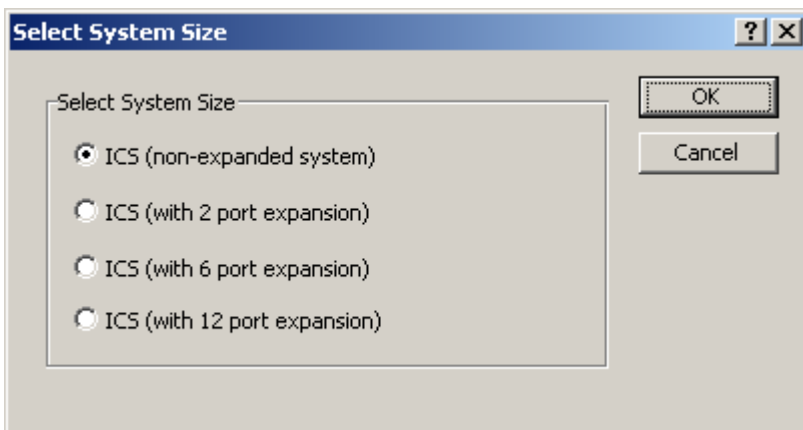 Select System Size
? X
Select System Size
OK
ICS (non-expanded system)
Cancel
ICS (with 2 port expansion)
ICS (with 6 port expansion)
ICS (with 12 port expansion)